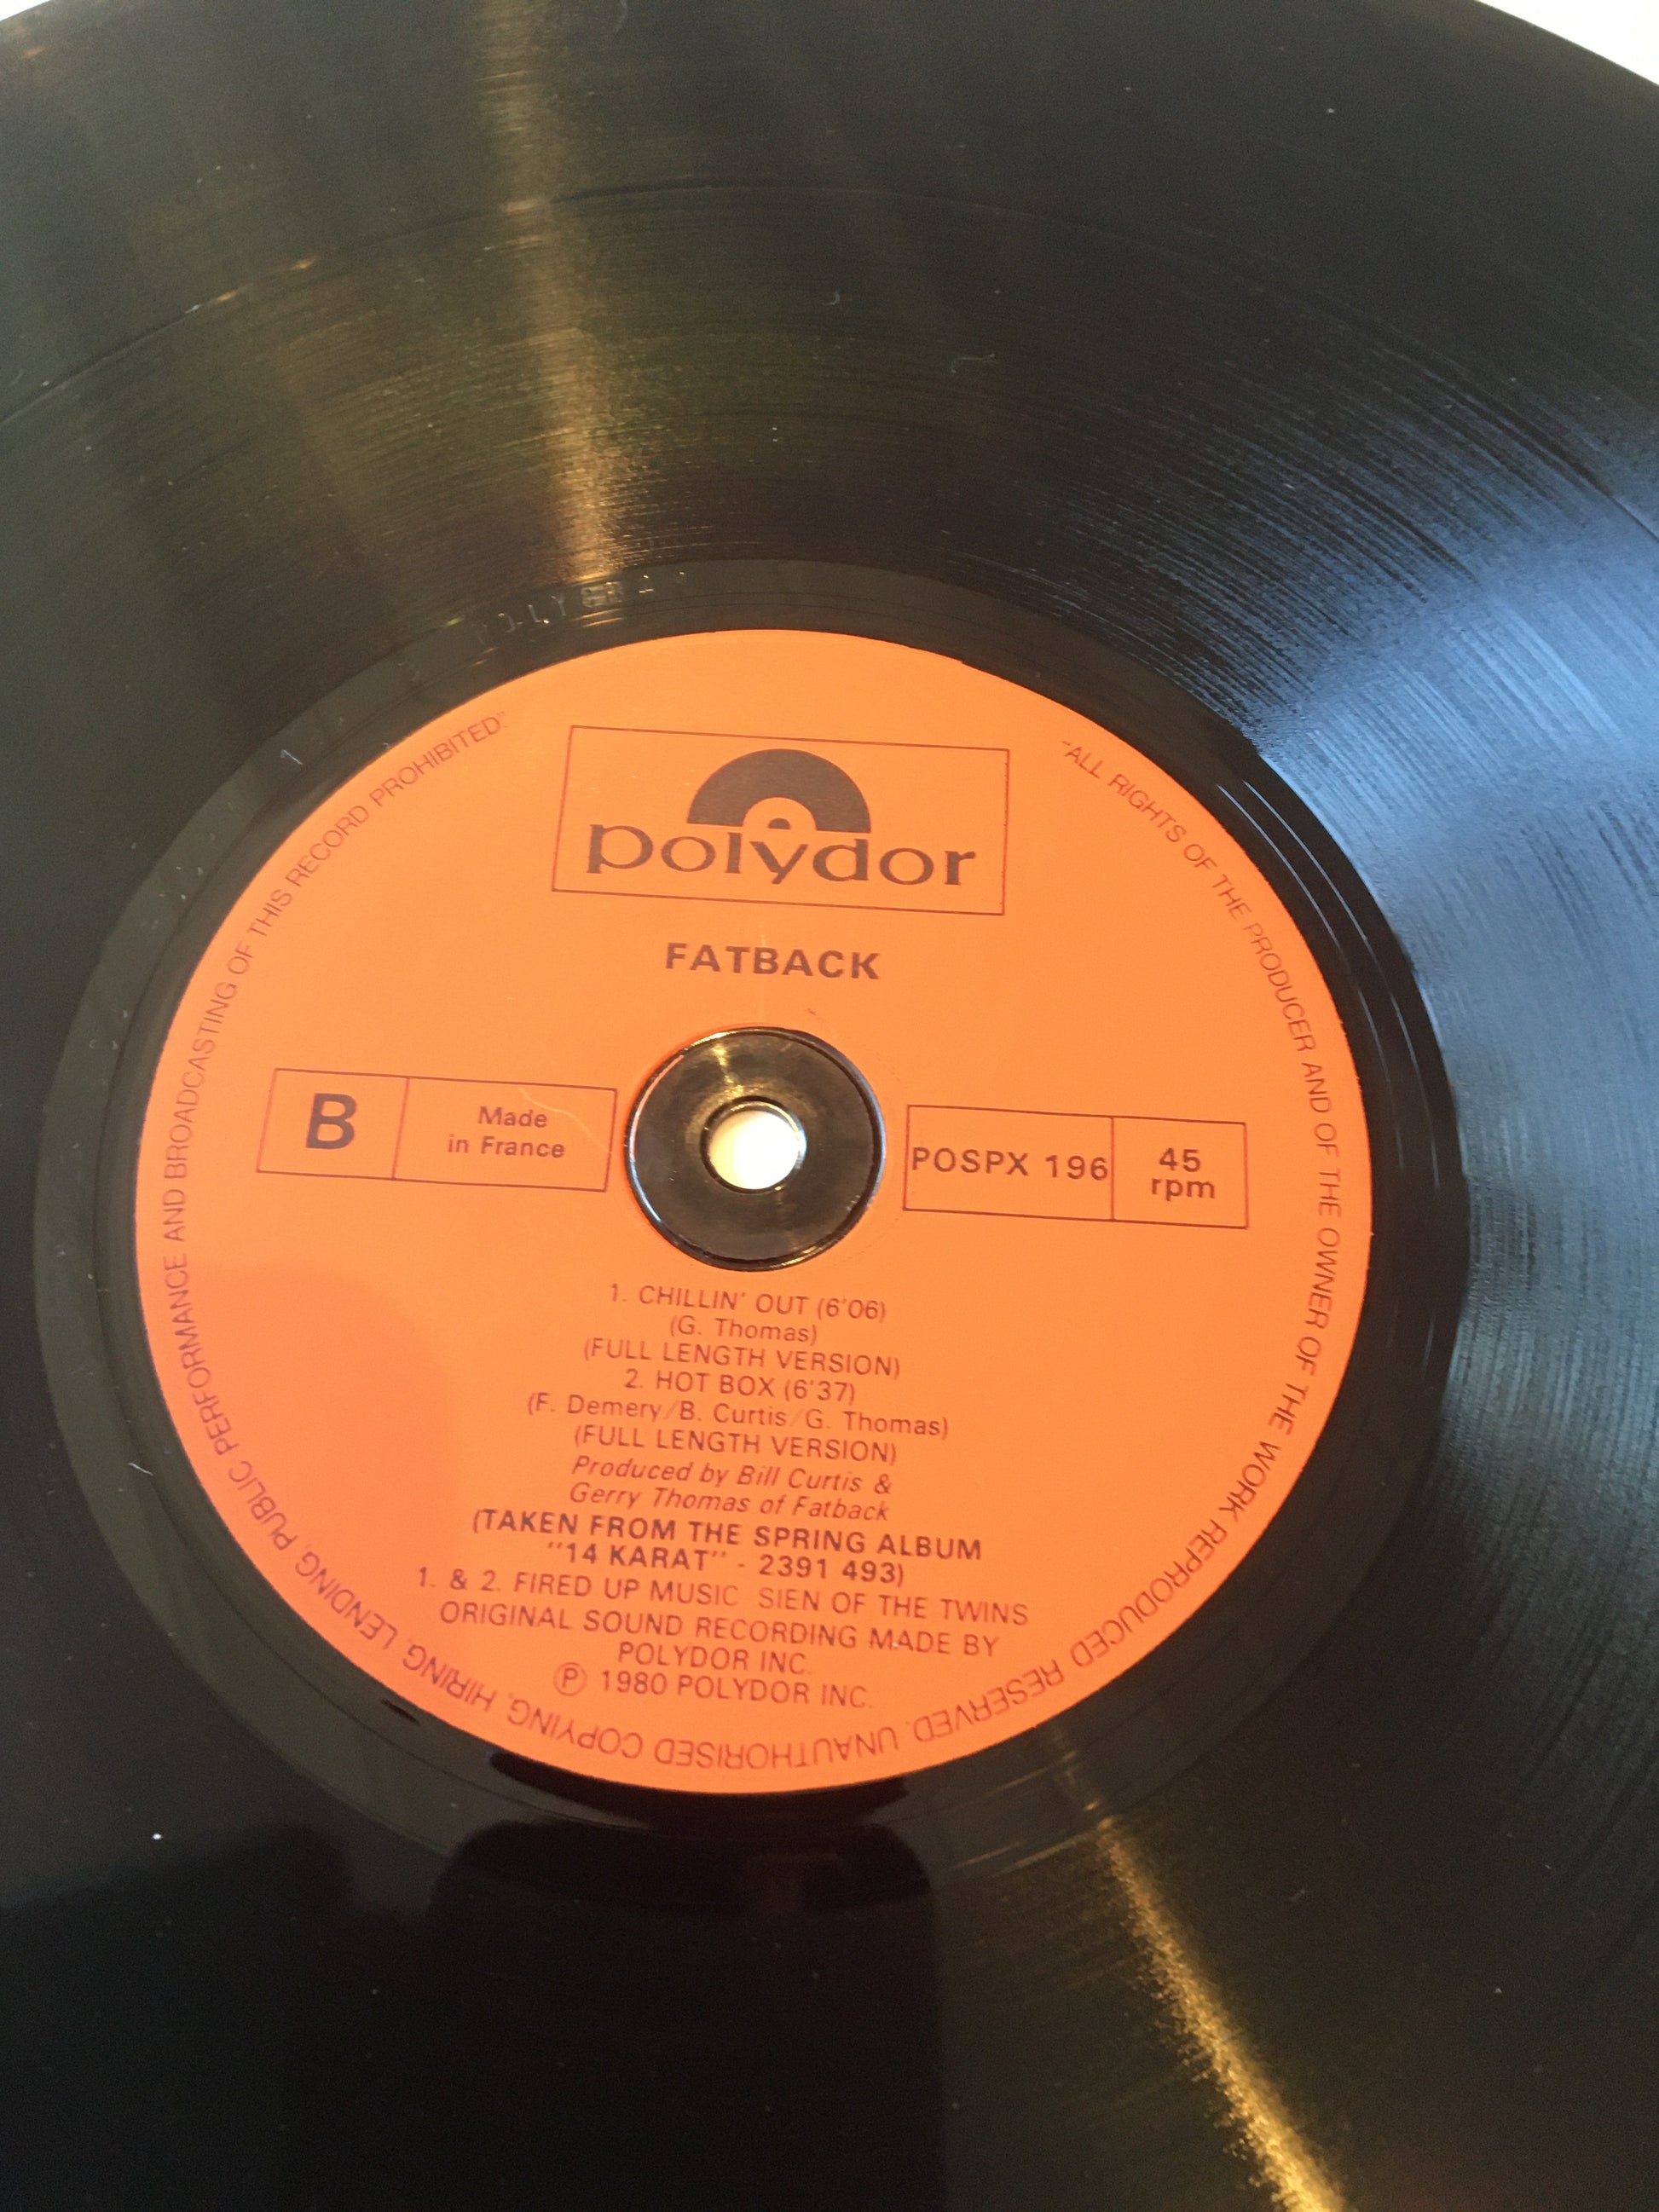 polydor
FATBACK
B
Made
in France
POSPX 196
45
rpm
1. CHILLIN' OUT (6'06)
(G. Thomas)
(FULL LENGTH VERSION)
2. HOT BOX (6'37)
(F. Demery/B. Curtis/G. Thomas)
(FULL LENGTH VERSION)
Produced by Bill Curtis &
Gerry Thomas of Fatback
(TAKEN FROM THE SPRING ALBUM
"14 KARAT" - 2391 493)
1. & 2. FIRED UP MUSIC SIEN OF THE TWINS
ORIGINAL SOUND RECORDING MADE BY
POLYDOR INC.
Ⓟ 1980 POLYDOR INC.
"ALL RIGHTS OF THE PRODUCER AND OF THE OWNER OF THE WORK REPRODUCED RESERVED. UNAUTHORISED COPYING, HIRING, LENDING, PUBLIC PERFORMANCE AND BROADCASTING OF THIS RECORD PROHIBITED"